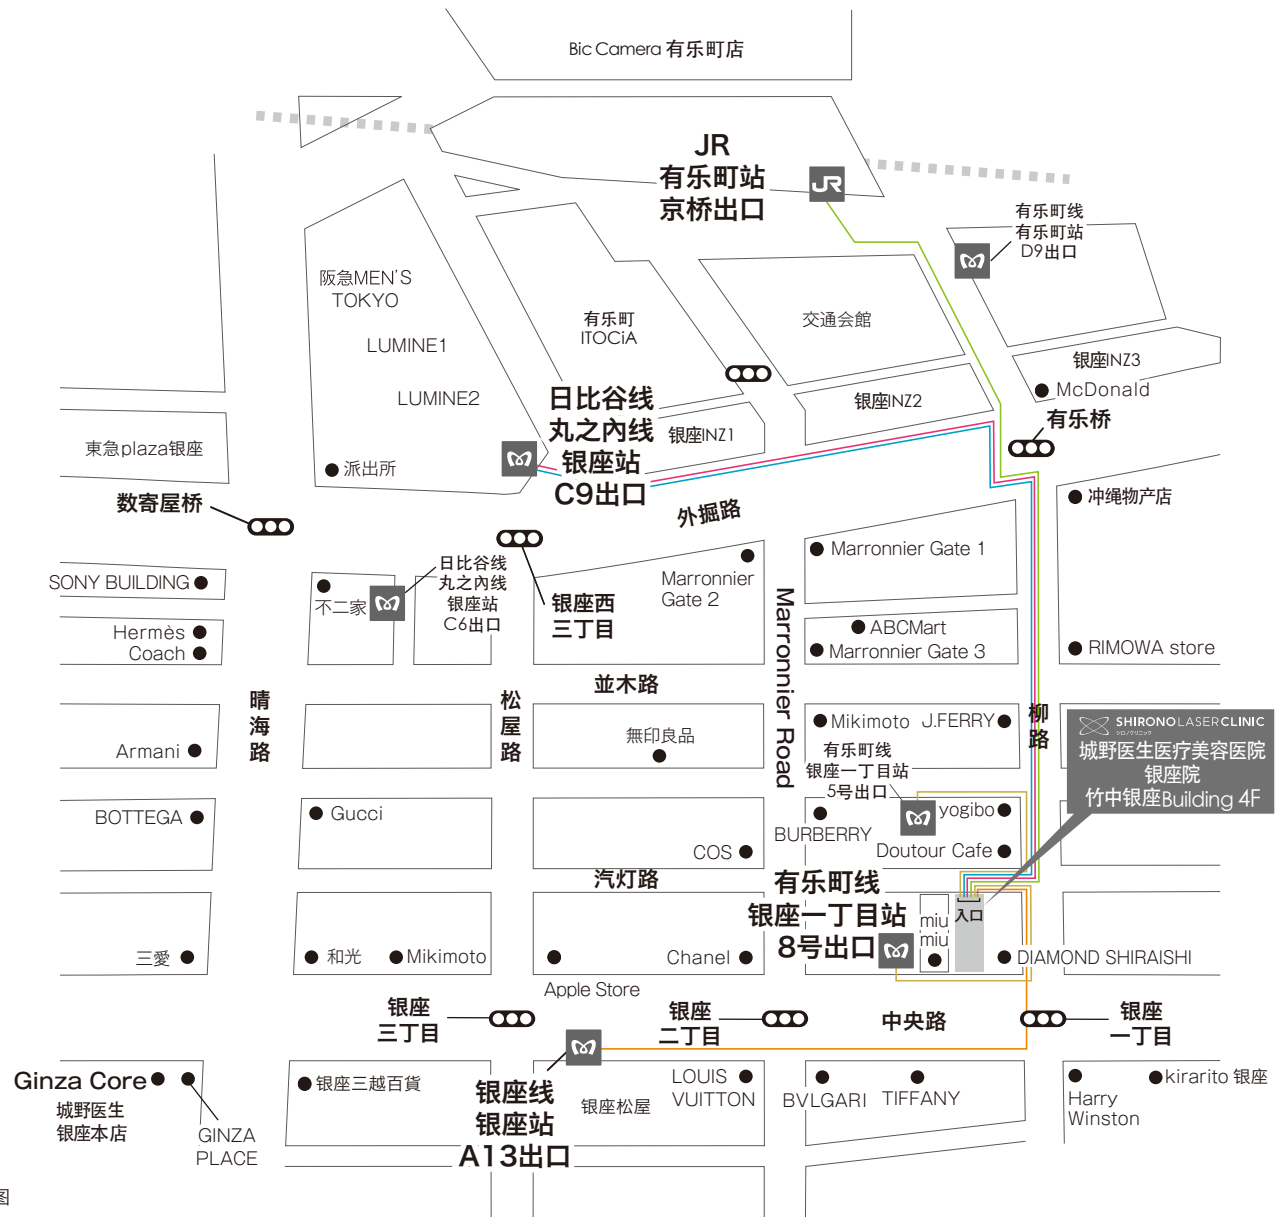 Bic Camera 有乐町店
JR
有乐町站
京桥出口
JR
有乐町线
有乐町站
D9出口
阪急MEN'S
TOKYO
LUMINE1
LUMINE2
有乐町
ITOCiA
交通会館
银座INZ3
McDonald
银座INZ2
有乐桥
日比谷线
丸之內线
银座站
C9出口
银座INZ1
東急plaza银座
派出所
数寄屋桥
外掘路
冲绳物产店
SONY BUILDING
不二家
日比谷线
丸之內线
银座站
C6出口
银座西
三丁目
Marronnier
Gate 2
Marronnier Gate 1
ABCMart
Marronnier Gate 3
RIMOWA store
Hermès
Coach
並木路
晴海路
松屋路
Marronnier Road
柳路
Armani
無印良品
Mikimoto
J.FERRY
有乐町线
银座一丁目站
5号出口
SHIRONO LASER CLINIC
シロノクリニック
城野医生医疗美容医院
银座院
竹中银座Building 4F
BOTTEGA
Gucci
COS
BURBERRY
yogibo
Doutour Cafe
汽灯路
有乐町线
银座一丁目站
8号出口
miu
miu
入口
三愛
和光
Mikimoto
Apple Store
Chanel
DIAMOND SHIRAISHI
银座
三丁目
银座
二丁目
中央路
银座
一丁目
Ginza Core
城野医生
银座本店
GINZA
PLACE
银座三越百貨
银座线
银座站
A13出口
银座松屋
LOUIS
VUITTON
BVLGARI
TIFFANY
Harry
Winston
kirarito 银座
图